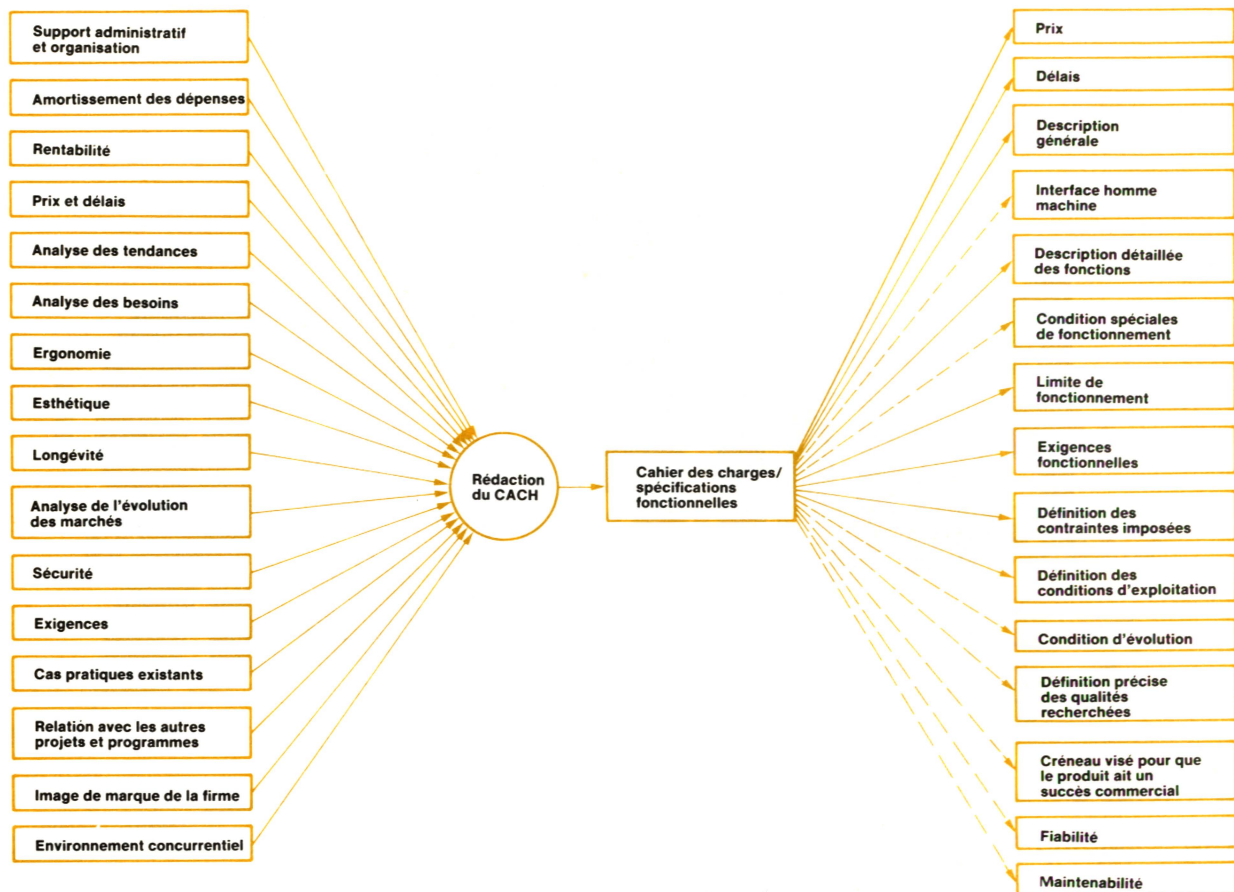 Support administratif
et organisation
Amortissement des dépenses
Rentabilité
Prix et délais
Analyse des tendances
Analyse des besoins
Ergonomie
Esthétique
Longévité
Analyse de l'évolution
des marchés
Sécurité
Exigences
Cas pratiques existants
Relation avec les autres
projets et programmes
Image de marque de la firme
Environnement concurrentiel
Rédaction
du CACH
Cahier des charges/
spécifications
fonctionnelles
Prix
Délais
Description
générale
Interface homme
machine
Description détaillée
des fonctions
Condition spéciales
de fonctionnement
Limite de
fonctionnement
Exigences
fonctionnelles
Définition des
contraintes imposées
Définition des
conditions d'exploitation
Condition d'évolution
Définition précise
des qualités
recherchées
Créneau visé pour que
le produit ait un
succès commercial
Fiabilité
Maintenabilité